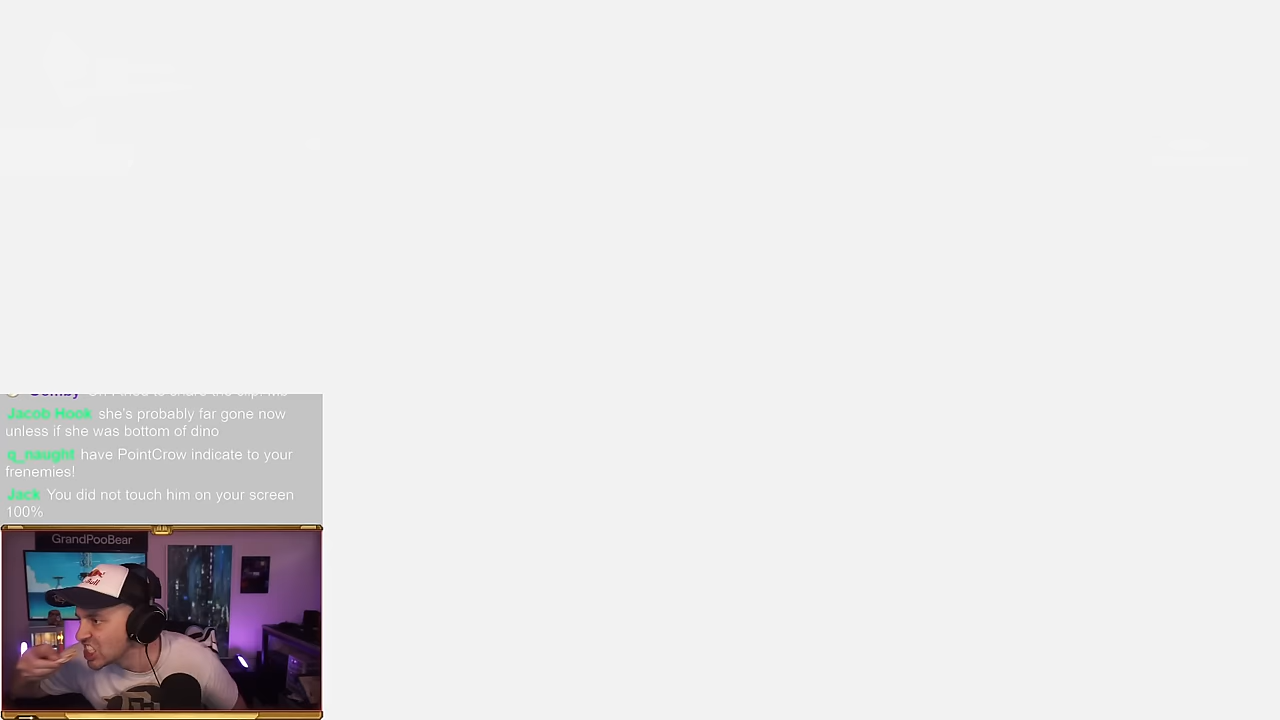 Jacob Hook she's probably far gone now
unless if she was bottom of dino
q_naught have PointCrow indicate to your
frenemies!
Jack You did not touch him on your screen
100%
GrandPooBear